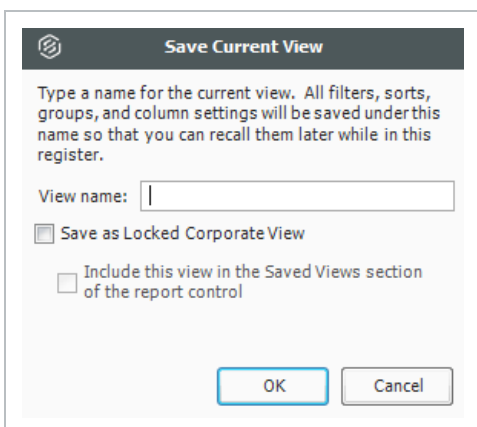 Save Current View
Type a name for the current view. All filters, sorts,
groups, and column settings will be saved under this
name so that you can recall them later while in this
register.
View name:
Save as Locked Corporate View
Include this view in the Saved Views section
of the report control
OK Cancel